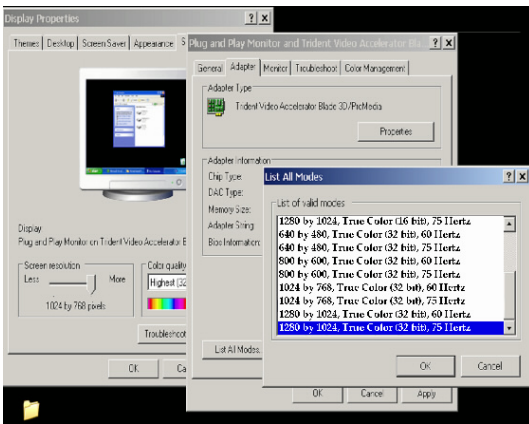 Display Properties
Themes
Desktop
Screen Saver
Appearance
S
Display:
Plug and Play Monitor on Trident Video Accelerator B
Screen resolution
Less
More
1024 by 768 pixels
Color quality
Highest (32
Troubleshoot
OK
Ca
Plug and Play Monitor and Trident Video Accelerator Bla...
General
Adapter
Monitor
Troubleshoot
Color Management
Adapter Type
Trident Video Accelerator Blade 3D/ProMedia
Properties
Adapter Information
Chip Type:
DAC Type:
Memory Size:
Adapter String:
Bios Information:
List All Modes.
OK
Cancel
Apply
List All Modes
List of valid modes
1280 by 1024, True Color (16 bit), 75 Hertz
640 by 480, True Color (32 bit), 60 Hertz
640 by 480, True Color (32 bit), 75 Hertz
800 by 600, True Color (32 bit), 60 Hertz
800 by 600, True Color (32 bit), 75 Hertz
1024 by 768, True Color (32 bit), 60 Hertz
1024 by 768, True Color (32 bit), 75 Hertz
1280 by 1024, True Color (32 bit), 60 Hertz
1280 by 1024, True Color (32 bit), 75 Hertz
OK
Cancel